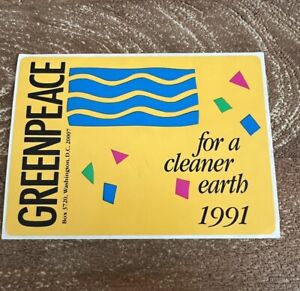 GREENPEACE
Box 3720, Washington, D.C. 20007
for a
cleaner
earth
1991